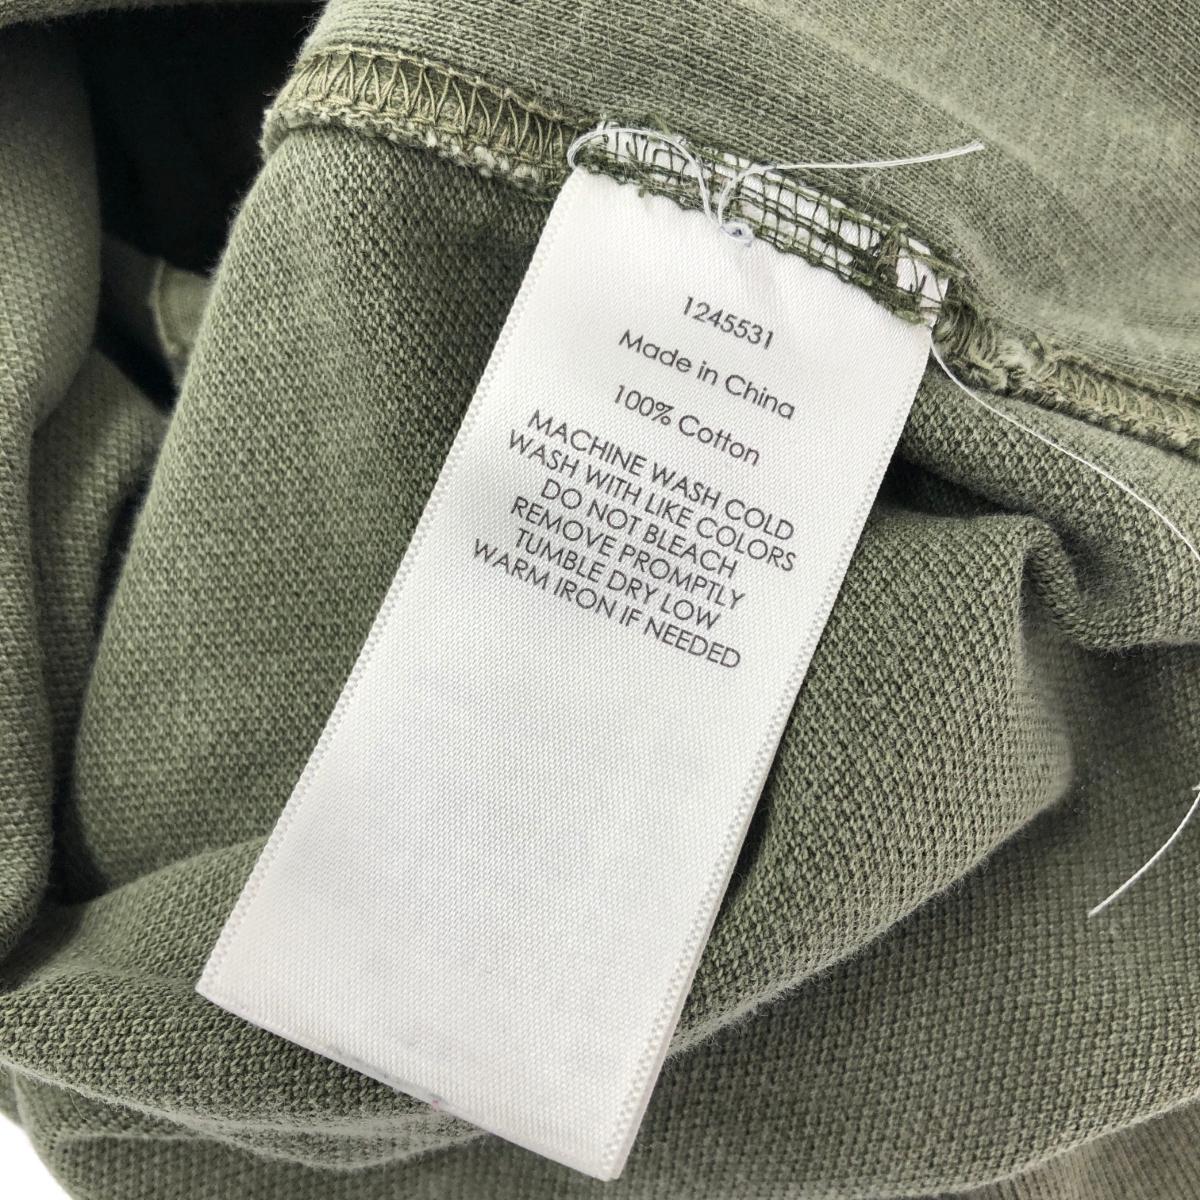 1245531
Made in China
100% Cotton
MACHINE WASH COLD
WASH WITH LIKE COLORS
DO NOT BLEACH
REMOVE PROMPTLY
TUMBLE DRY LOW
WARM IRON IF NEEDED